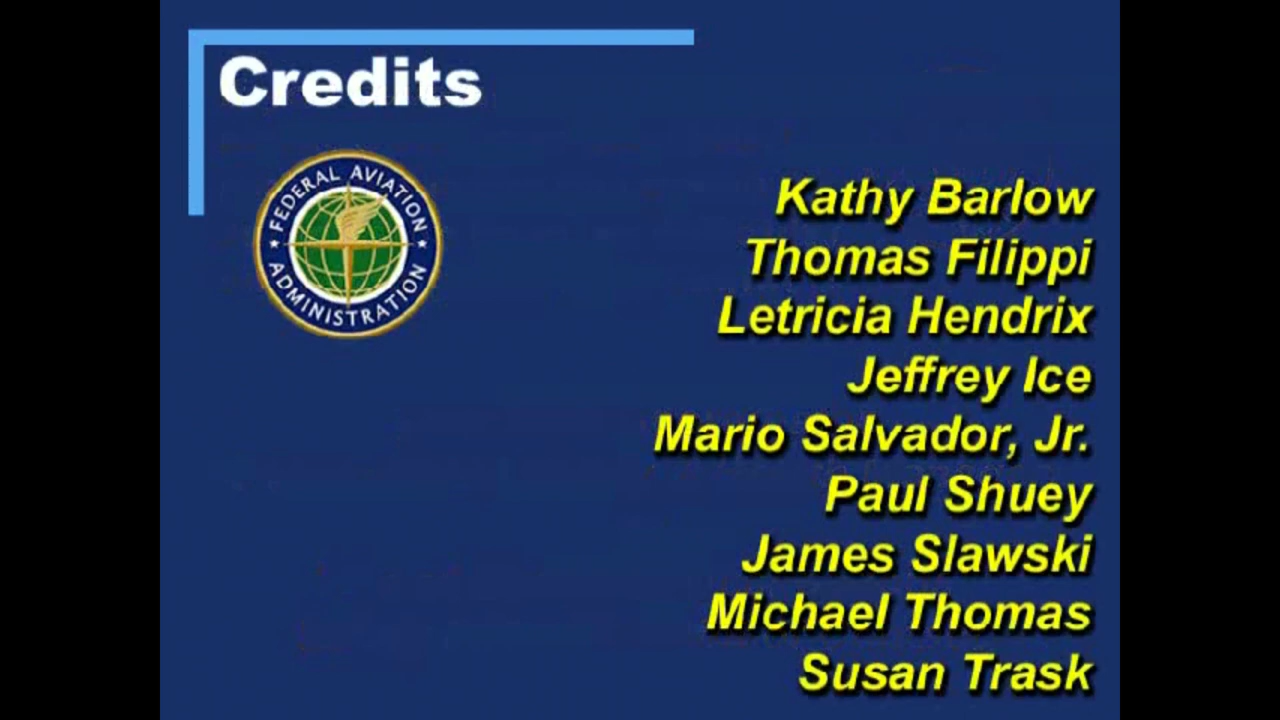 Credits
FEDERAL AVIATION
ADMINISTRATION
Kathy Barlow
Thomas Filippi
Letricia Hendrix
Jeffrey Ice
Mario Salvador, Jr.
Paul Shuey
James Slawski
Michael Thomas
Susan Trask